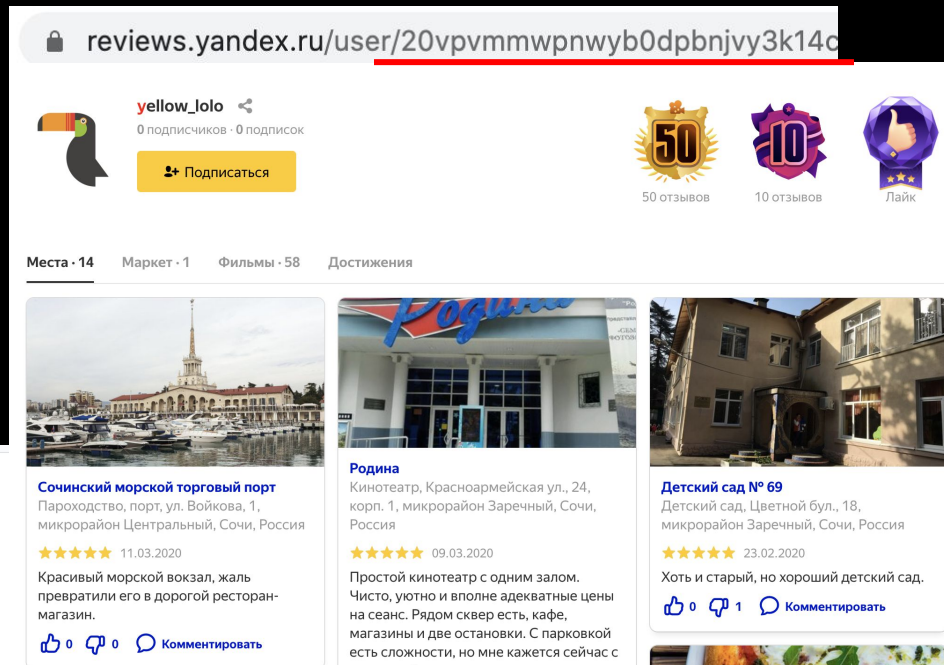 reviews.yandex.ru/user/20vpvmmwpnwyb0dpbnjvy3k14c
yellow_lolo
0 подписчиков · 0 подписок
Подписаться
50
10
50 отзывов
10 отзывов
Лайк
Места · 14
Маркет · 1
Фильмы · 58
Достижения
Родина
Сочинский морской торговый порт
Пароходство, порт, ул. Войкова, 1,
микрорайон Центральный, Сочи, Россия
11.03.2020
Красивый морской вокзал, жаль
превратили его в дорогой ресторан-
магазин.
0
0
Комментировать
Родина
Кинотеатр, Красноармейская ул., 24,
корп. 1, микрорайон Заречный, Сочи,
Россия
09.03.2020
Простой кинотеатр с одним залом.
Чисто, уютно и вполне адекватные цены
на сеанс. Рядом сквер есть, кафе,
магазины и две остановки. С парковкой
есть сложности, но мне кажется сейчас с
Детский сад № 69
Детский сад, Цветной бул., 18,
микрорайон Заречный, Сочи, Россия
23.02.2020
Хоть и старый, но хороший детский сад.
0
1
Комментировать